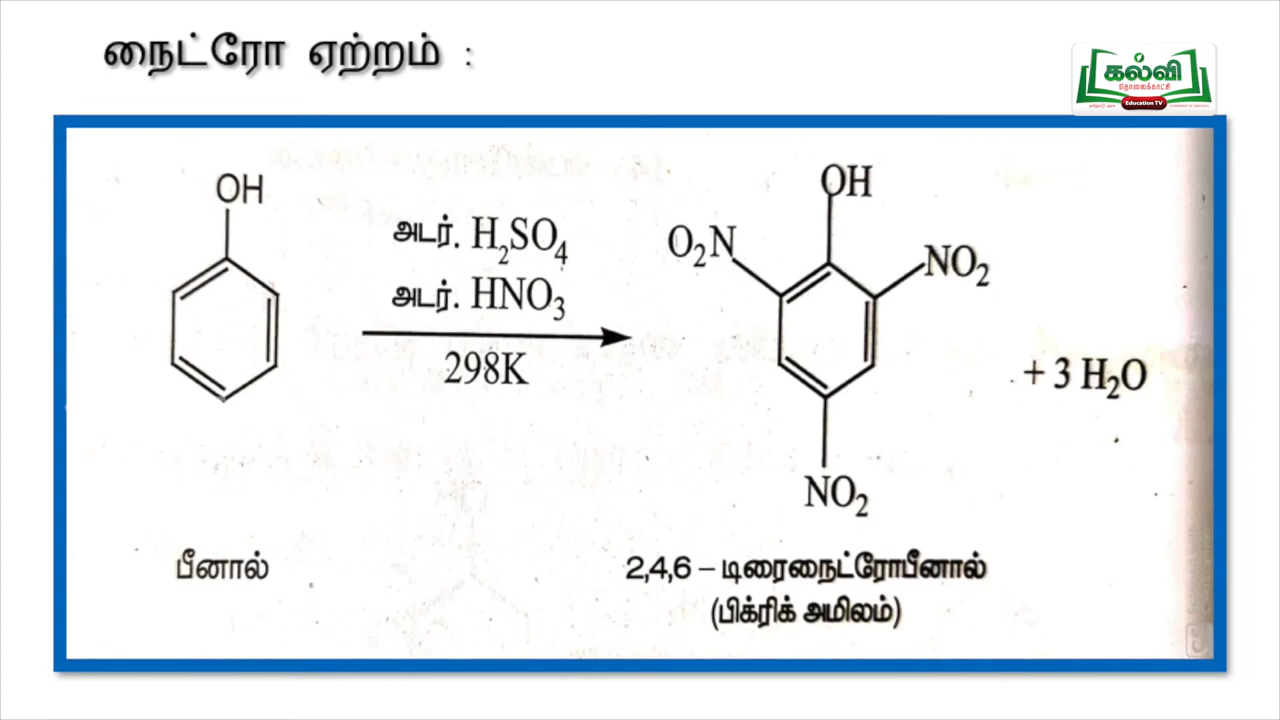 நைட்ரோ ஏற்றம் :
கல்வி
தொலைக்காட்சி
Education TV
OH
அடர். H₂SO₄
அடர். HNO₃
298K
OH
O₂N
NO₂
NO₂
+ 3 H₂O
பீனால்
2,4,6 – டிரைநைட்ரோபீனால்
(பிக்ரிக் அமிலம்)